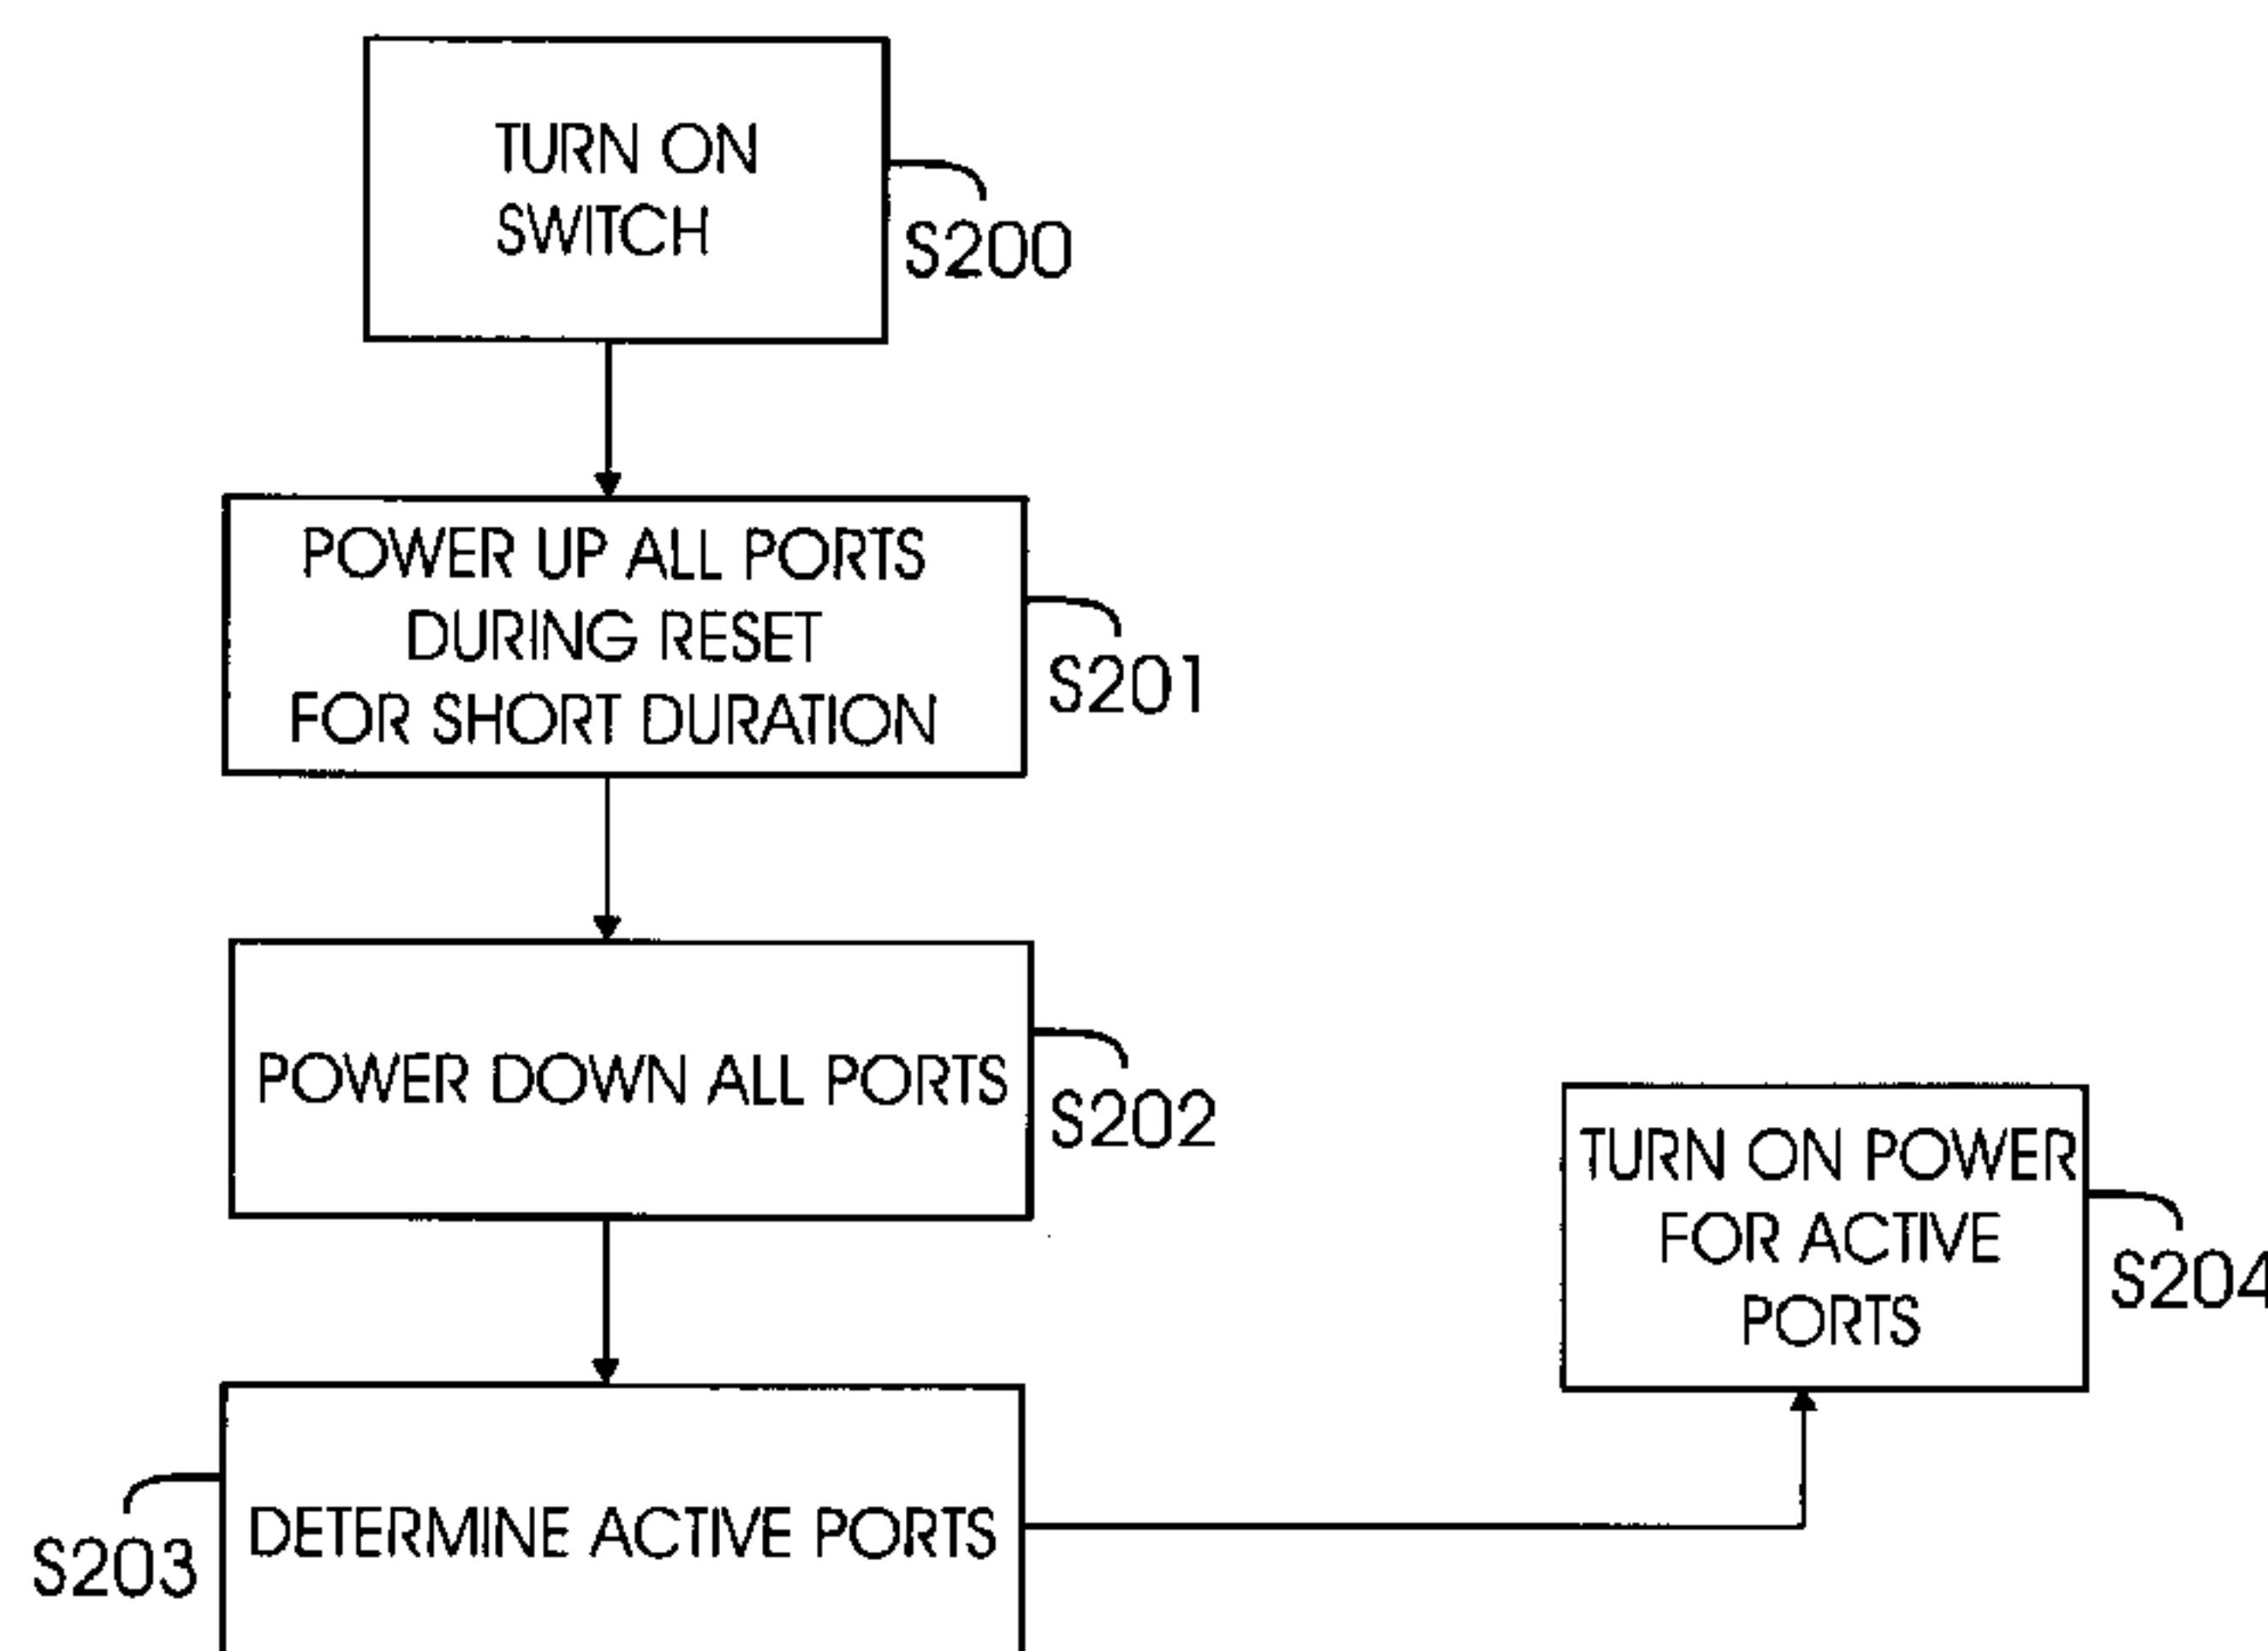 TURN ON
SWITCH
S200
POWER UP ALL PORTS
DURING RESET
FOR SHORT DURATION
S201
POWER DOWN ALL PORTS
S202
TURN ON POWER
FOR ACTIVE
PORTS
S204
DETERMINE ACTIVE PORTS
S203